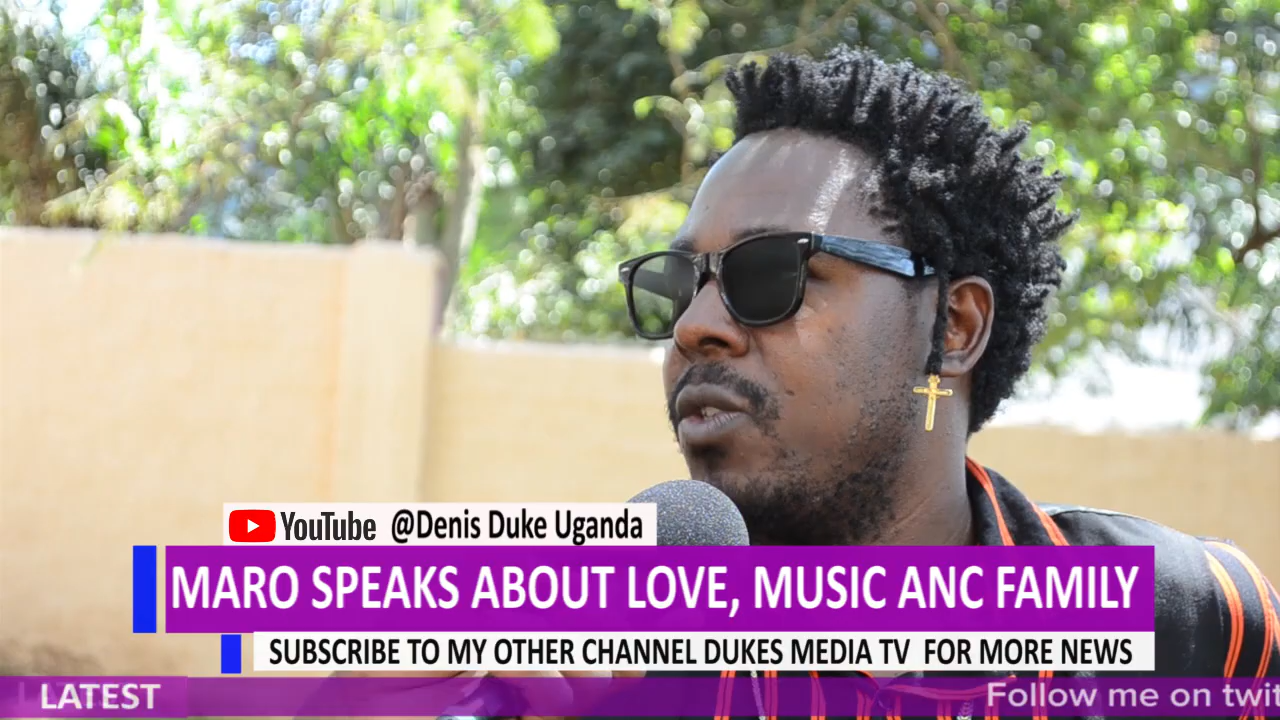 YouTube @Denis Duke Uganda
MARO SPEAKS ABOUT LOVE, MUSIC ANC FAMILY
SUBSCRIBE TO MY OTHER CHANNEL DUKES MEDIA TV FOR MORE NEWS
LATEST
Follow me on twit